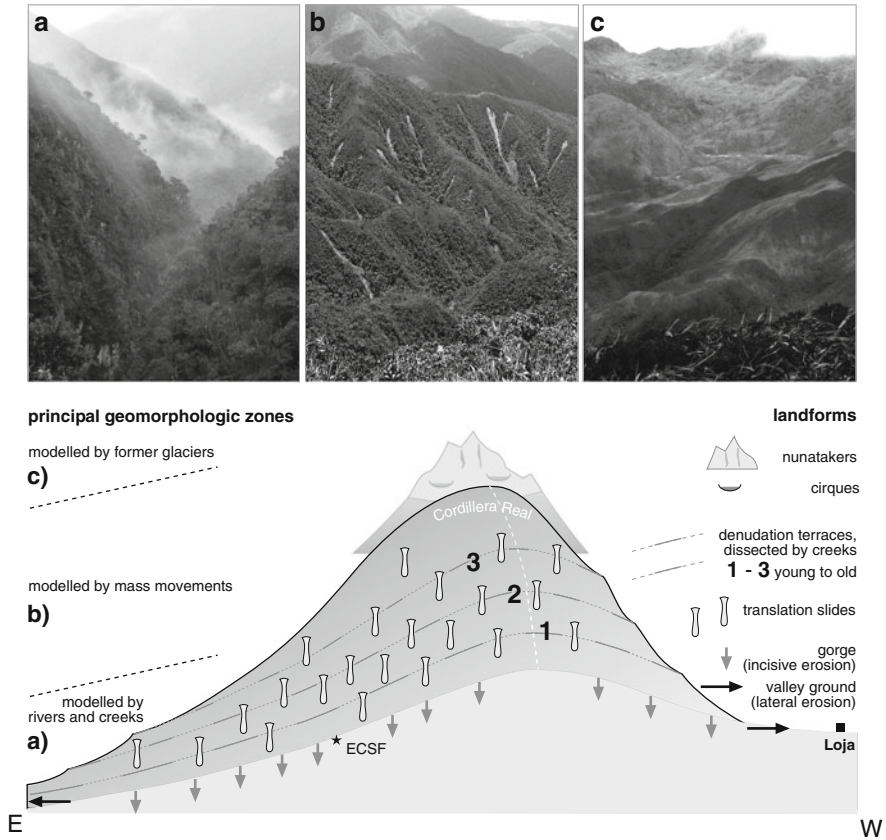 a
b
c
principal geomorphologic zones
landforms
modelled by former glaciers
c)
nunatakers
cirques
Cordillera Real
denudation terraces,
dissected by creeks
1 - 3 young to old
3
modelled by mass movements
b)
2
translation slides
1
gorge
(incisive erosion)
modelled by
rivers and creeks
valley ground
(lateral erosion)
a)
ECSF
Loja
E
W